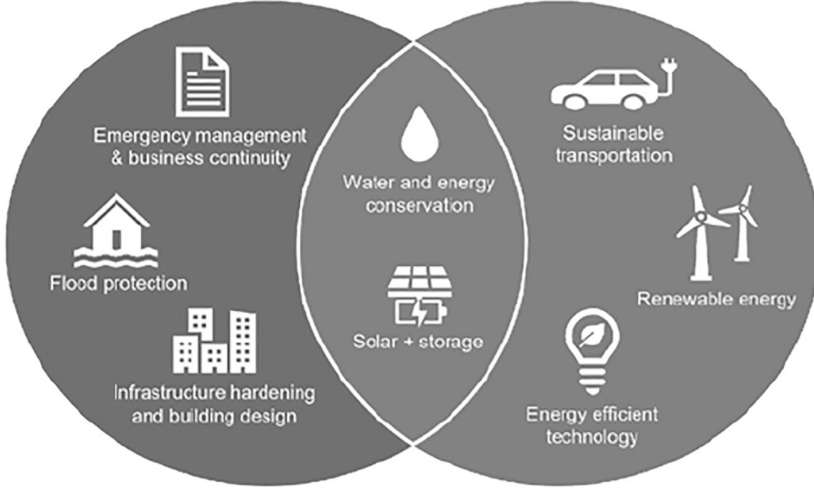 Emergency management
& business continuity
Flood protection
Infrastructure hardening
and building design
Water and energy
conservation
Solar + storage
Sustainable
transportation
Renewable energy
Energy efficient
technology